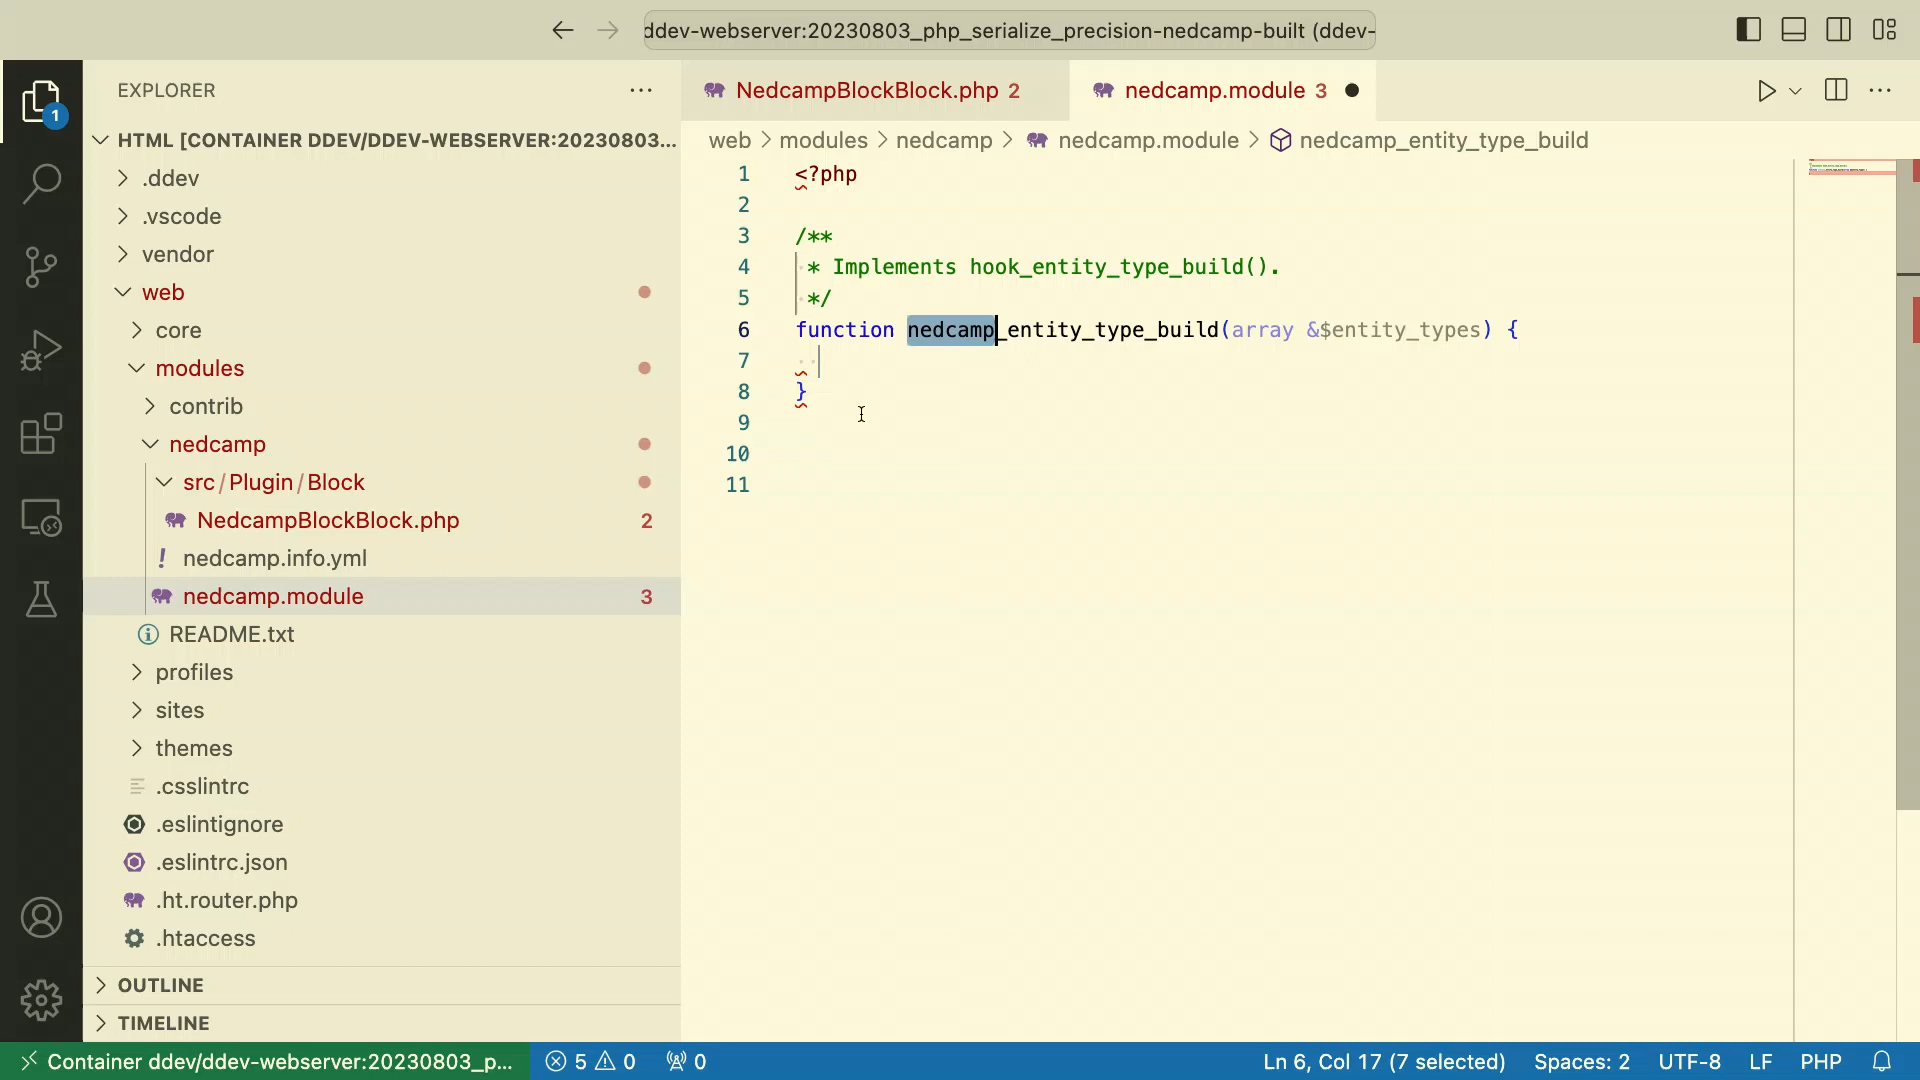 ddev-webserver:20230803_php_serialize_precision-nedcamp-built (ddev-
1
EXPLORER
HTML [CONTAINER DDEV/DDEV-WEBSERVER:20230803...
.ddev
.vscode
vendor
web
core
modules
contrib
nedcamp
src / Plugin / Block
NedcampBlockBlock.php 2
nedcamp.info.yml
nedcamp.module 3
README.txt
profiles
sites
themes
.csslintrc
.eslintignore
.eslintrc.json
.ht.router.php
.htaccess
OUTLINE
TIMELINE
NedcampBlockBlock.php 2
nedcamp.module 3
web > modules > nedcamp > nedcamp.module > nedcamp_entity_type_build
1 <?php
2
3 /**
4 * Implements hook_entity_type_build().
5 */
6 function nedcamp_entity_type_build(array &$entity_types) {
7
8 }
9
10
11
Container ddev/ddev-webserver:20230803_p... 5 0 0 Ln 6, Col 17 (7 selected) Spaces: 2 UTF-8 LF PHP